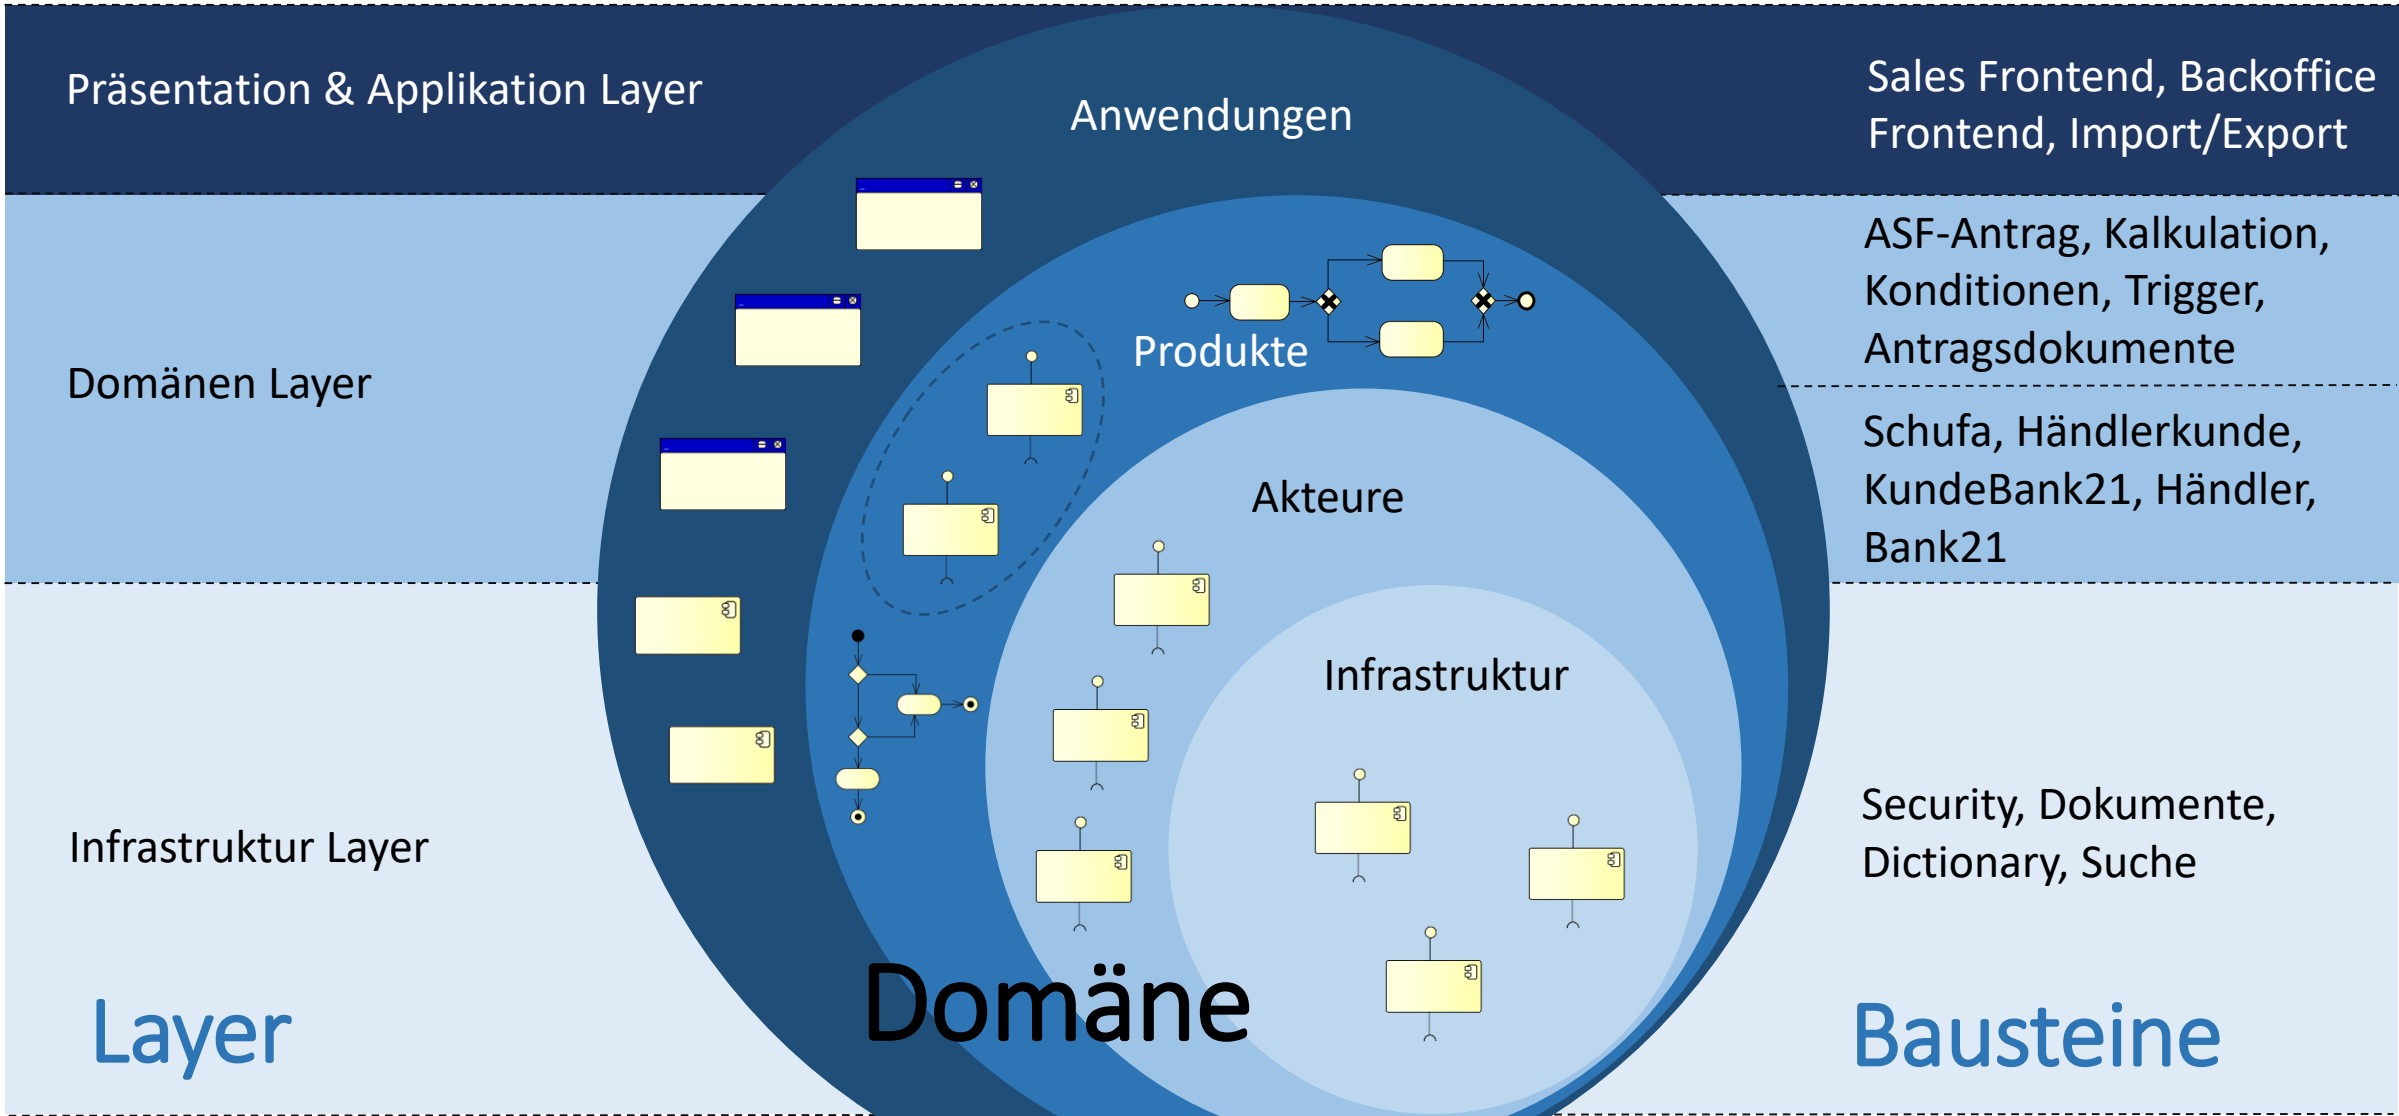 Präsentation & Applikation Layer
Anwendungen
Sales Frontend, Backoffice
Frontend, Import/Export
Domänen Layer
Produkte
ASF-Antrag, Kalkulation,
Konditionen, Trigger,
Antragsdokumente
Akteure
Schufa, Händlerkunde,
KundeBank21, Händler,
Bank21
Infrastruktur Layer
Infrastruktur
Security, Dokumente,
Dictionary, Suche
Layer
Domäne
Bausteine